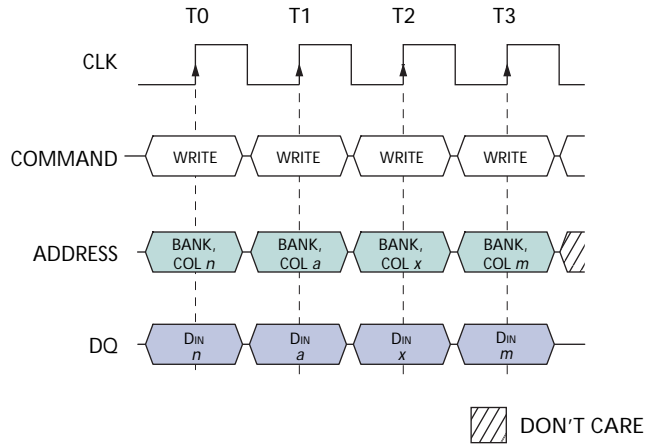 T0 T1 T2 T3
CLK
COMMAND WRITE WRITE WRITE WRITE
ADDRESS BANK, COL n BANK, COL a BANK, COL x BANK, COL m
DQ DIN n DIN a DIN x DIN m
DON'T CARE